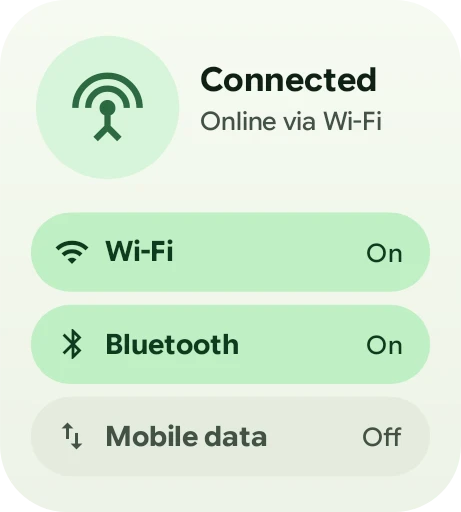 Connected
Online via Wi-Fi
Wi-Fi On
Bluetooth On
Mobile data Off